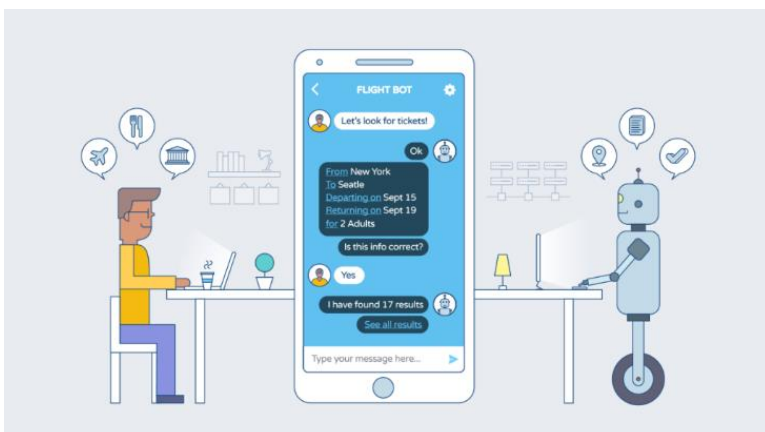 FLIGHT BOT
Let's look for tickets!
Ok
From New York
To Seatle
Departing on Sept 15
Returning on Sept 19
for 2 Adults
Is this info correct?
Yes
I have found 17 results
See all results
Type your message here...